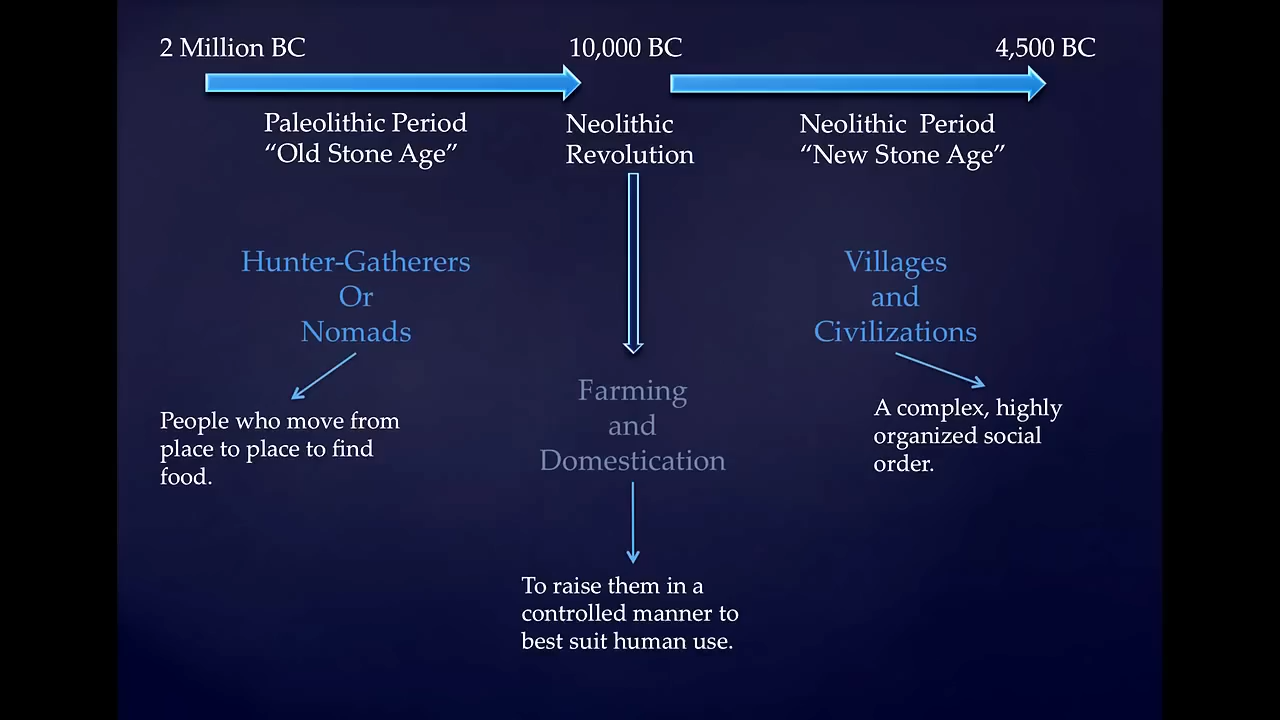 2 Million BC
10,000 BC
4,500 BC
Paleolithic Period
“Old Stone Age”
Neolithic
Revolution
Neolithic  Period
“New Stone Age”
Hunter-Gatherers
Or
Nomads
People who move from
place to place to find
food.
Farming
and
Domestication
To raise them in a
controlled manner to
best suit human use.
Villages
and
Civilizations
A complex, highly
organized social
order.